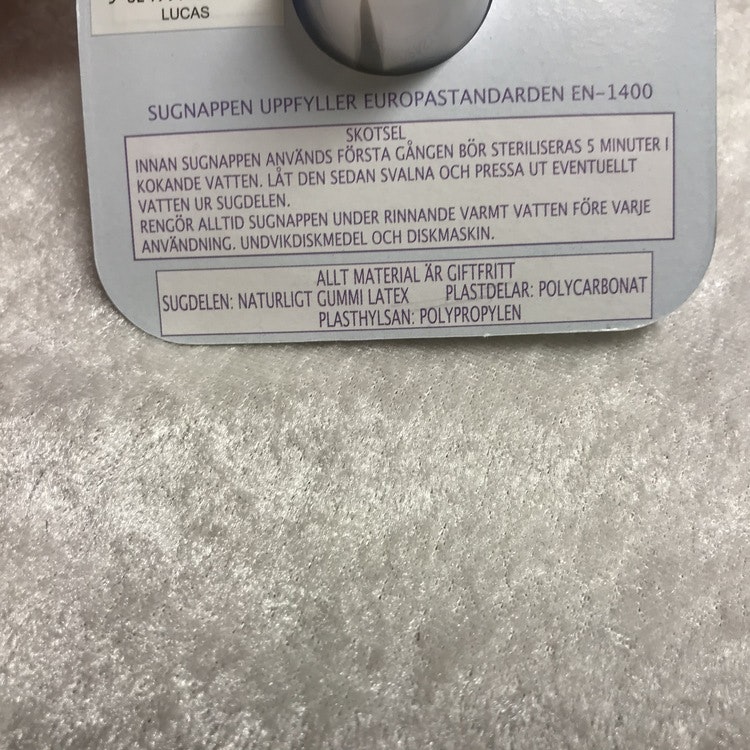 LUCAS
SUGNAPPEN UPPFYLLER EUROPASTANDARDEN EN-1400
SKOTSEL
INNAN SUGNAPPEN ANVÄNDS FÖRSTA GÅNGEN BÖR STERILISERAS 5 MINUTER I
KOKANDE VATTEN. LÅT DEN SEDAN SVALNA OCH PRESSA UT EVENTUELLT
VATTEN UR SUGDELEN.
RENGÖR ALLTID SUGNAPPEN UNDER RINNANDE VARMT VATTEN FÖRE VARJE
ANVÄNDNING. UNDVIKDISKMEDEL OCH DISKMASKIN.
ALLT MATERIAL ÄR GIFTFRITT
SUGDELEN: NATURLIGT GUMMI LATEX PLASTDELAR: POLYCARBONAT
PLASTHYLSAN: POLYPROPYLEN